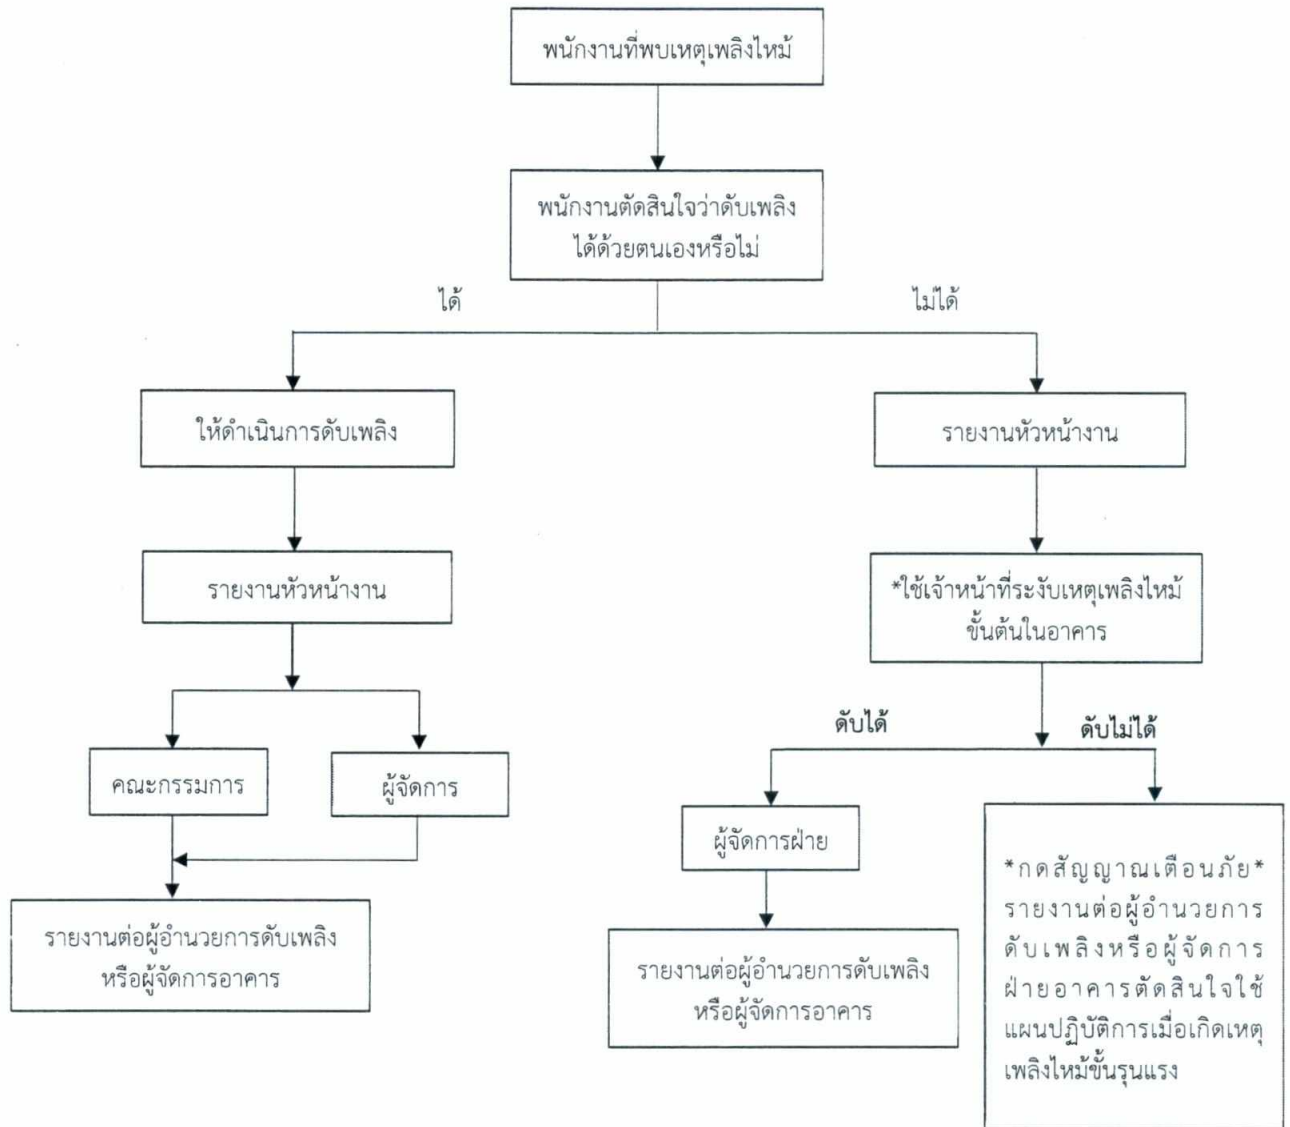 พนักงานที่พบเหตุเพลิงไหม้
พนักงานตัดสินใจว่าดับเพลิง
ได้ด้วยตนเองหรือไม่
ได้
ไม่ได้
ให้ดำเนินการดับเพลิง
รายงานหัวหน้างาน
รายงานหัวหน้างาน
*ใช้เจ้าหน้าที่ระงับเหตุเพลิงไหม้
ขั้นต้นในอาคาร
ดับได้
ดับไม่ได้
คณะกรรมการ
ผู้จัดการ
ผู้จัดการฝ่าย
รายงานต่อผู้อำนวยการดับเพลิง
หรือผู้จัดการอาคาร
รายงานต่อผู้อำนวยการดับเพลิง
หรือผู้จัดการอาคาร
*กดสัญญาณเตือนภัย*
รายงานต่อผู้อำนวยการ
ดับเพลิงหรือผู้จัดการ
ฝ่ายอาคารตัดสินใจใช้
แผนปฏิบัติการเมื่อเกิดเหตุ
เพลิงไหม้ขั้นรุนแรง